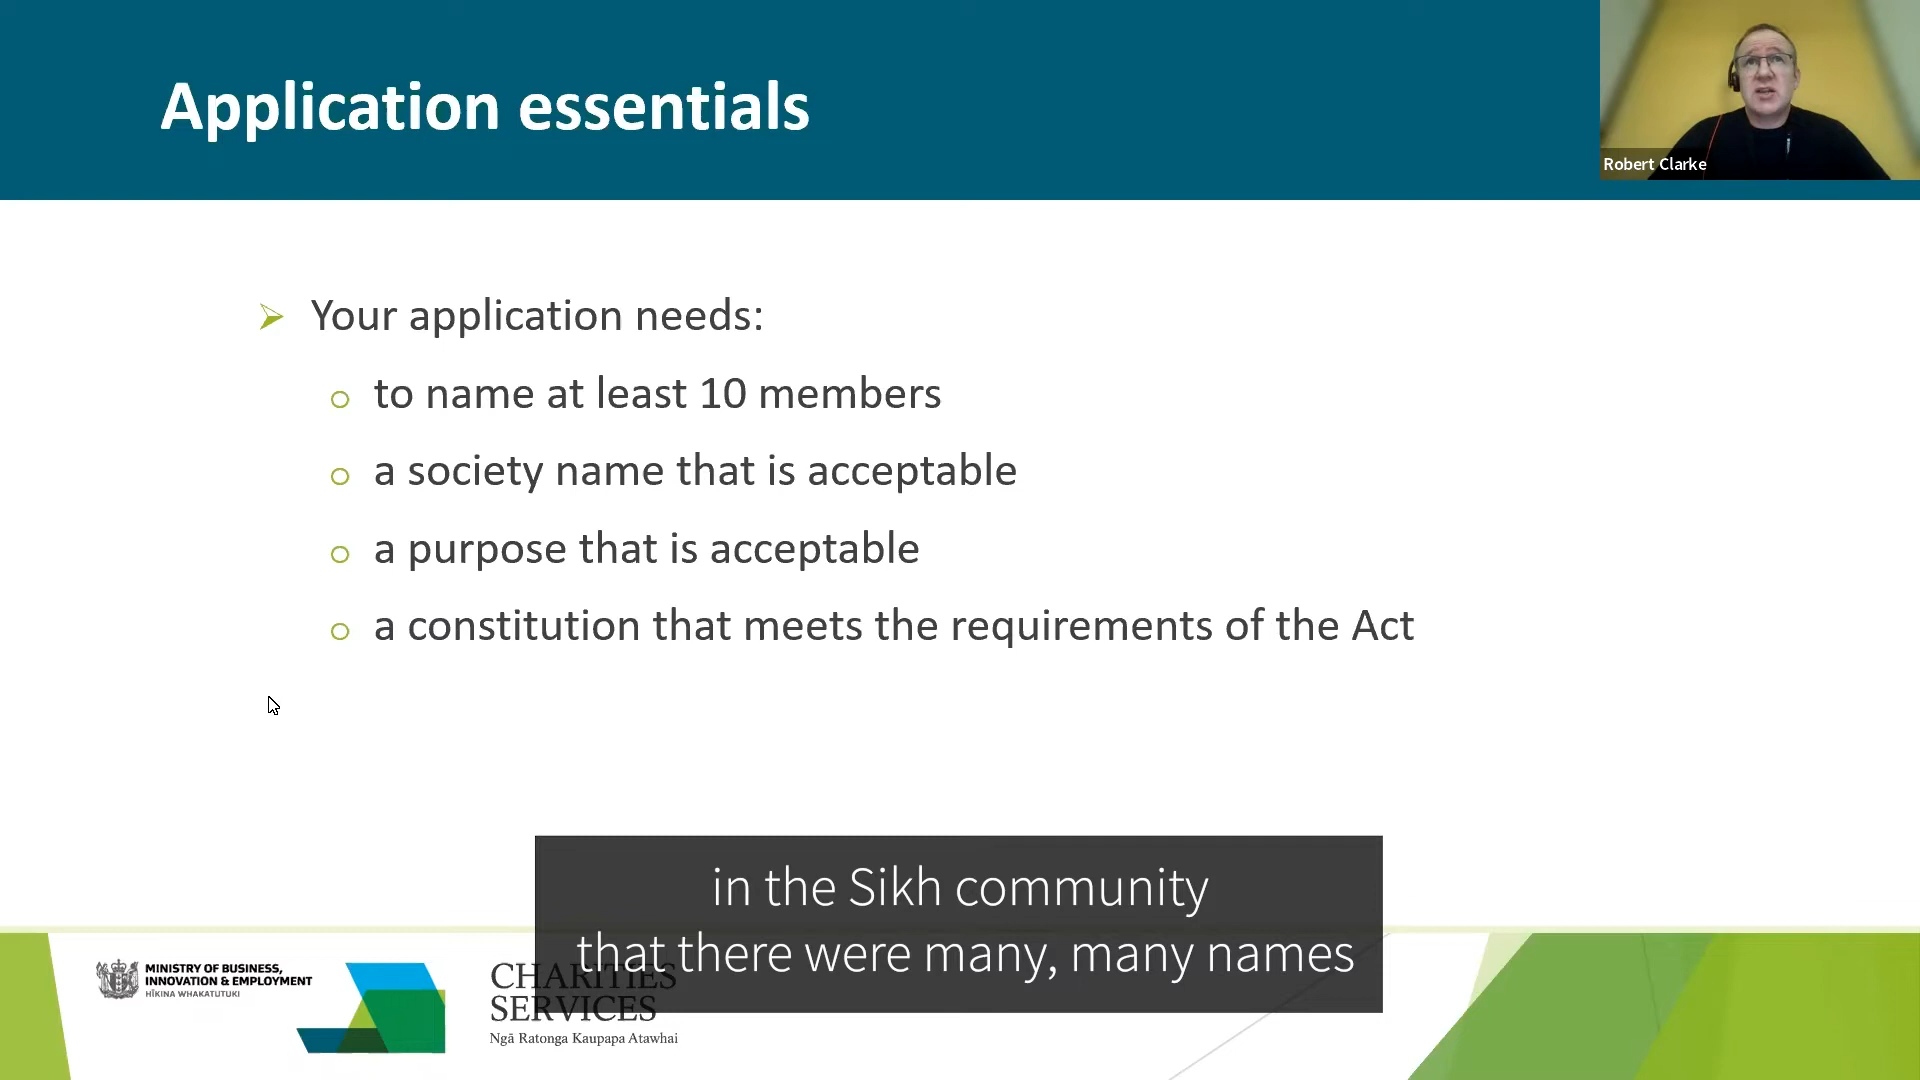 Application essentials
Robert Clarke
Your application needs:
to name at least 10 members
a society name that is acceptable
a purpose that is acceptable
a constitution that meets the requirements of the Act
in the Sikh community
that there were many, many names
MINISTRY OF BUSINESS,
INNOVATION & EMPLOYMENT
HĪKINA WHAKATUTUKI
CHARITIES
SERVICES
Ngā Ratonga Kaupapa Atawhai